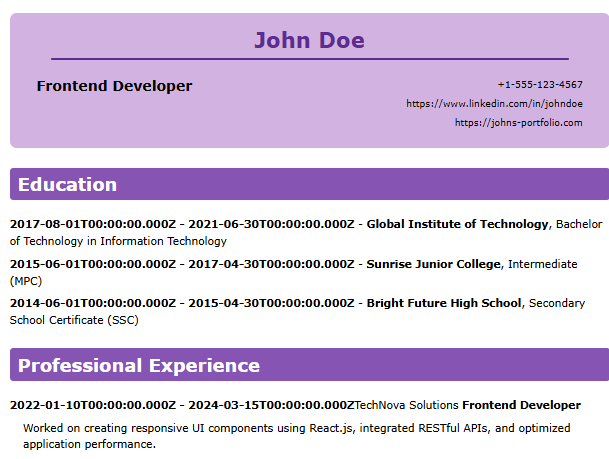 John Doe
Frontend Developer
+1-555-123-4567
https://www.linkedin.com/in/johndoe
https://johns-portfolio.com
Education
2017-08-01T00:00:00.000Z - 2021-06-30T00:00:00.000Z - Global Institute of Technology, Bachelor
of Technology in Information Technology
2015-06-01T00:00:00.000Z - 2017-04-30T00:00:00.000Z - Sunrise Junior College, Intermediate
(MPC)
2014-06-01T00:00:00.000Z - 2015-04-30T00:00:00.000Z - Bright Future High School, Secondary
School Certificate (SSC)
Professional Experience
2022-01-10T00:00:00.000Z - 2024-03-15T00:00:00.000ZTechNova Solutions Frontend Developer
Worked on creating responsive UI components using React.js, integrated RESTful APIs, and optimized
application performance.